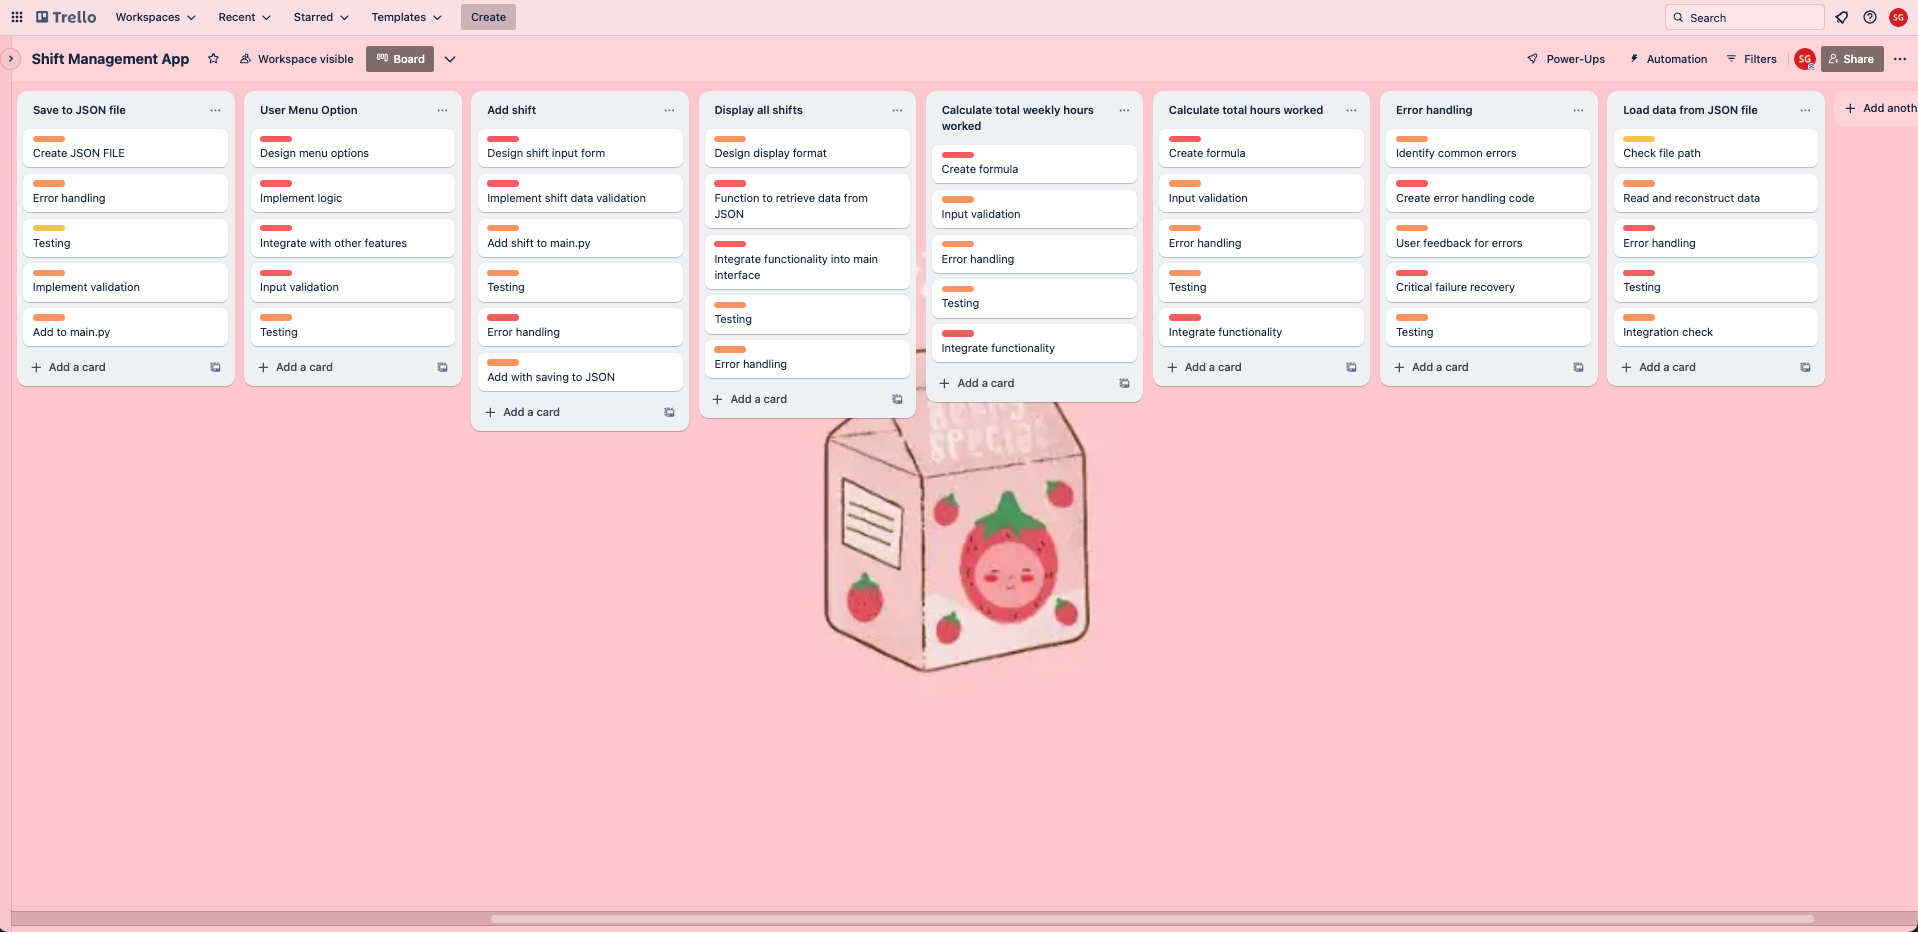 Trello
Workspaces
Recent
Starred
Templates
Create
Search
SG
Shift Management App
Workspace visible
Board
Power-Ups
Automation
Filters
SG
Share
Save to JSON file
Create JSON FILE
Error handling
Testing
Implement validation
Add to main.py
Add a card
User Menu Option
Design menu options
Implement logic
Integrate with other features
Input validation
Testing
Add a card
Add shift
Design shift input form
Implement shift data validation
Add shift to main.py
Testing
Error handling
Add with saving to JSON
Add a card
Display all shifts
Design display format
Function to retrieve data from
JSON
Integrate functionality into main
interface
Testing
Error handling
Add a card
Calculate total weekly hours
worked
Create formula
Input validation
Error handling
Testing
Integrate functionality
Add a card
Calculate total hours worked
Create formula
Input validation
Error handling
Testing
Integrate functionality
Add a card
Error handling
Identify common errors
Create error handling code
User feedback for errors
Critical failure recovery
Testing
Add a card
Load data from JSON file
Check file path
Read and reconstruct data
Error handling
Testing
Integration check
Add a card
Add anoth
SPECIAL